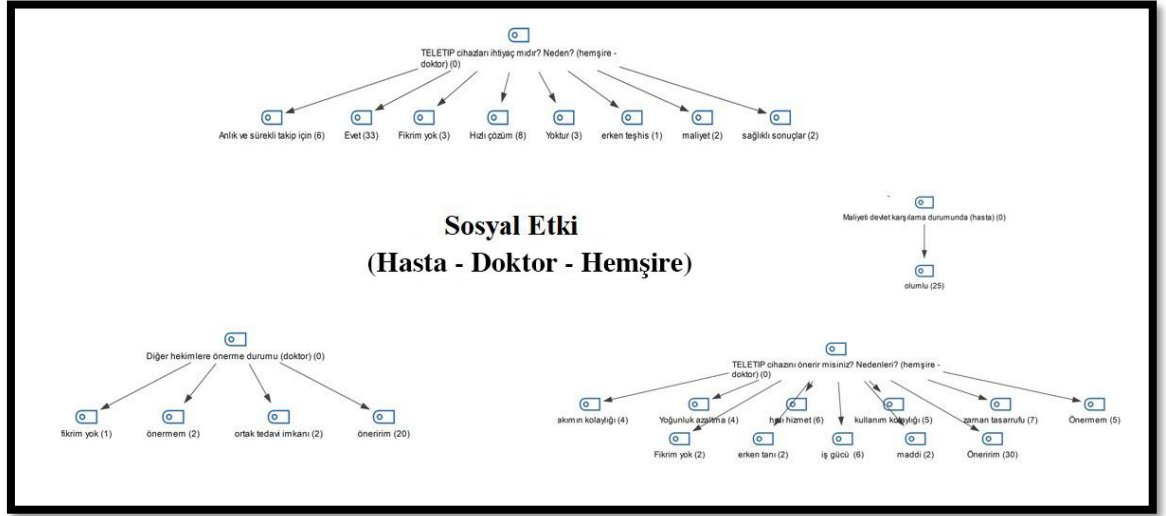 TELETIP cihazları ihtiyaç mıdır? Neden? (hemşire -
doktor) (0)
Anlık ve sürekli takip için (6)
Evet (33)
Fikrim yok (3)
Hızlı çözüm (8)
Yoktur (3)
erken teşhis (1)
maliyet (2)
sağlıklı sonuçlar (2)
Maliyeti devlet karşılama durumunda (hasta) (0)
olumlu (25)
Sosyal Etki
(Hasta - Doktor - Hemşire)
Diğer hekimlere önerme durumu (doktor) (0)
fikrim yok (1)
önermem (2)
ortak tedavi imkanı (2)
öneririm (20)
TELETIP cihazını önerir misiniz? Nedenleri? (hemşire -
doktor) (0)
akımın kolaylığı (4)
Yoğunluk azaltma (4)
hızlı hizmet (6)
kullanım kolaylığı (5)
zaman tasarrufu (7)
Önermem (5)
Fikrim yok (2)
erken tanı (2)
iş gücü (6)
maddi (2)
Öneririm (30)